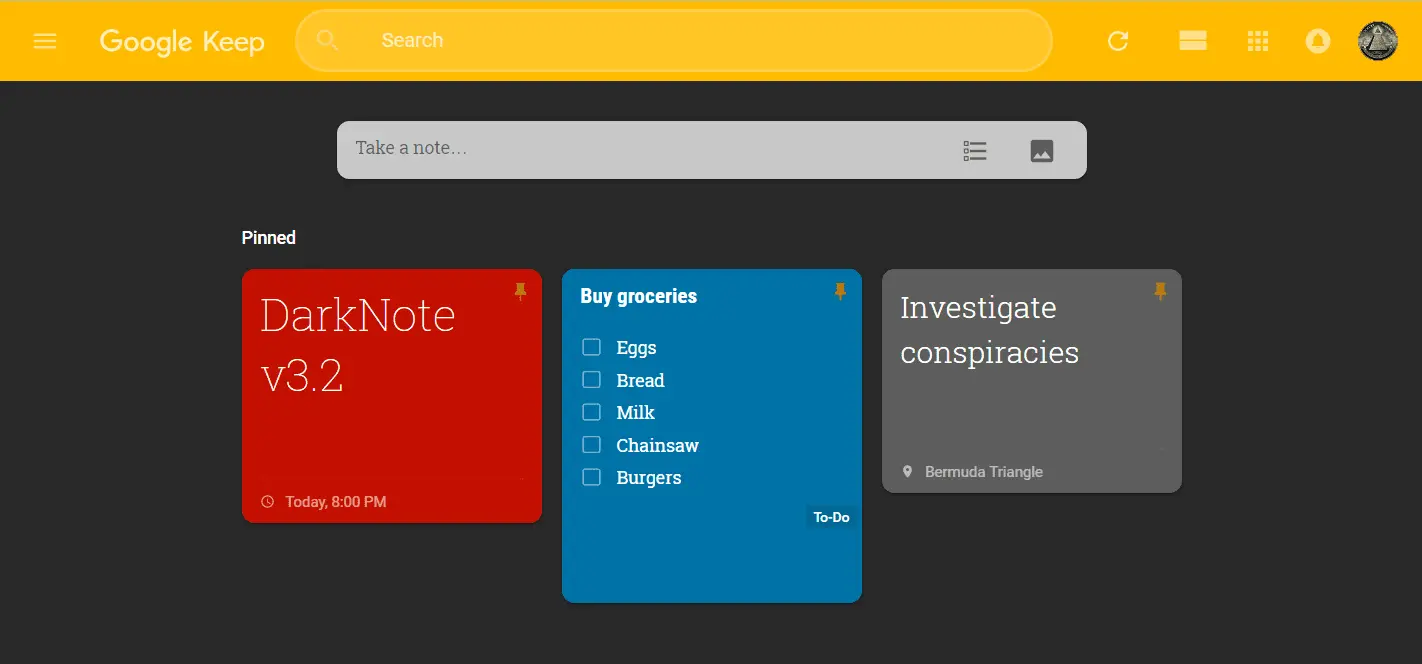 Google Keep
Search
Take a note...
Pinned
DarkNote
v3.2
Today, 8:00 PM
Buy groceries
Eggs
Bread
Milk
Chainsaw
Burgers
To-Do
Investigate
conspiracies
Bermuda Triangle